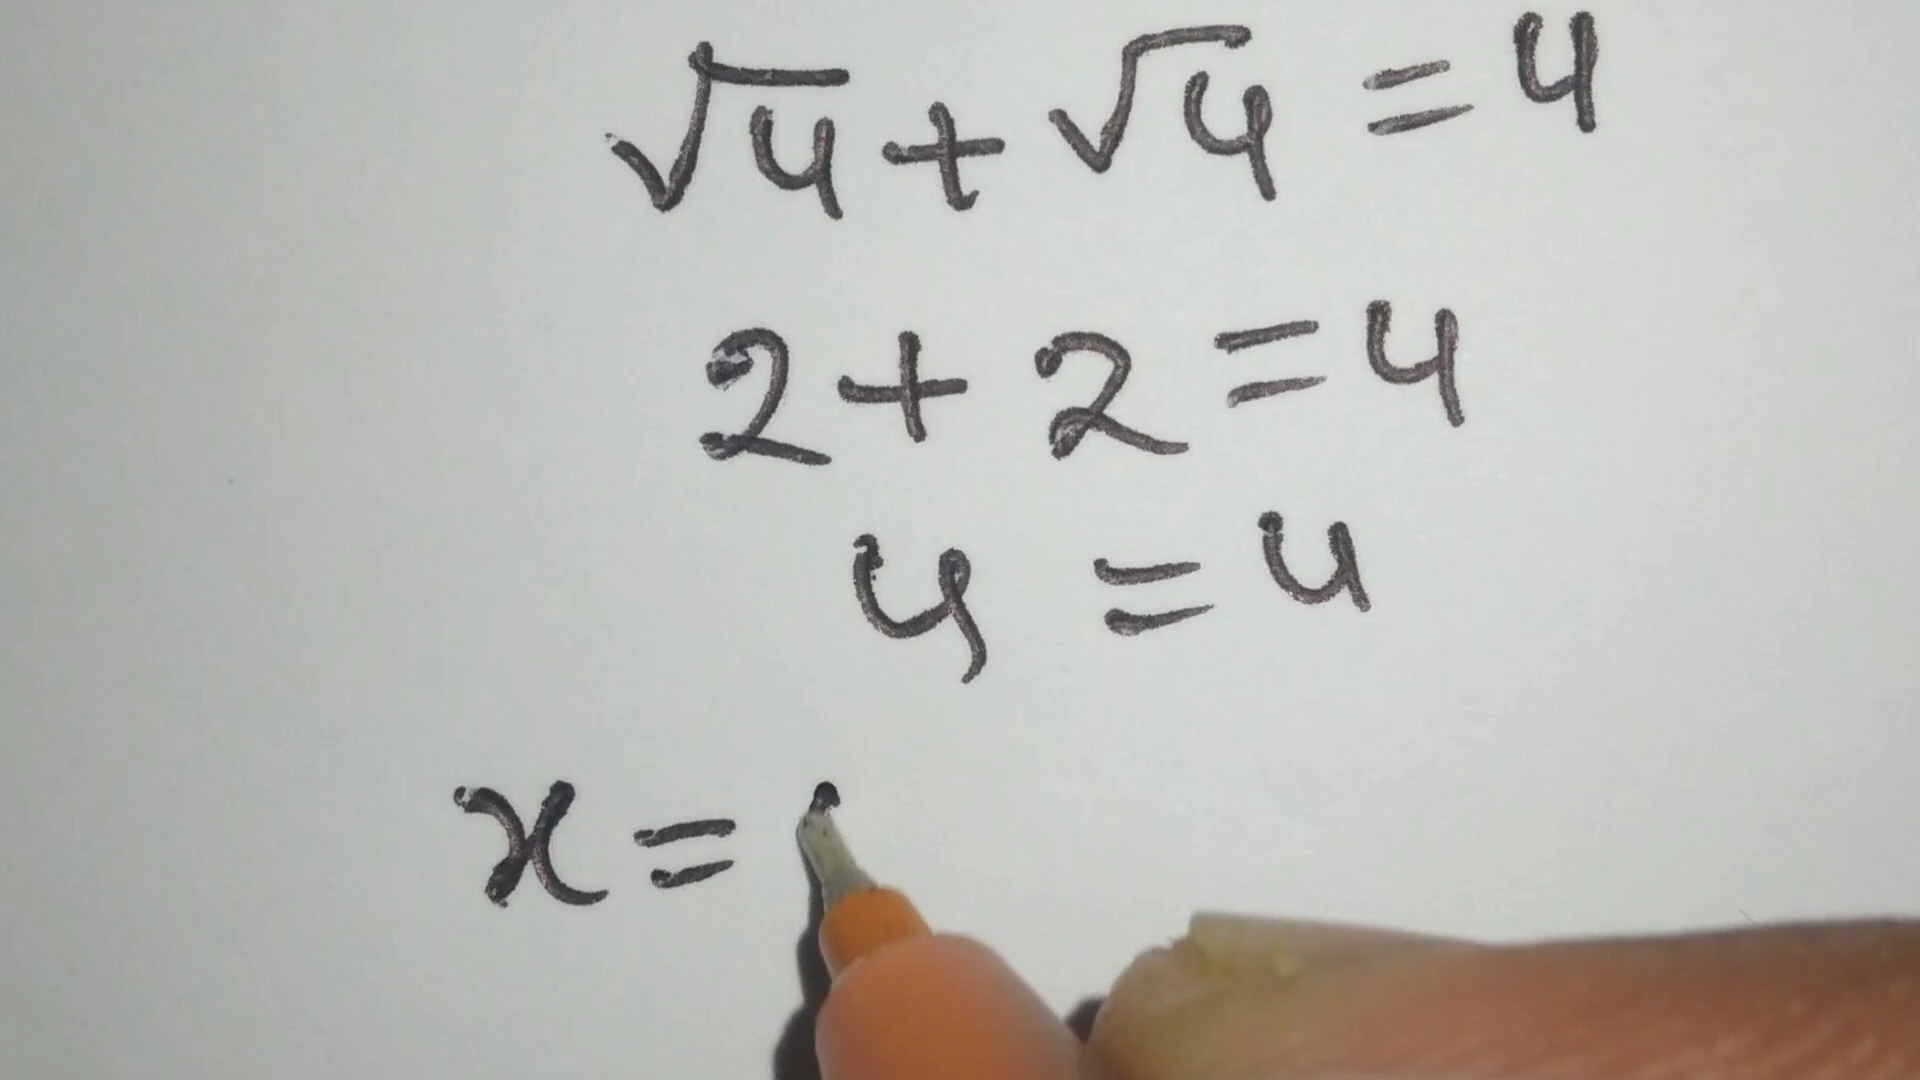 √4 + √4 = 4
2 + 2 = 4
4 = 4
x =